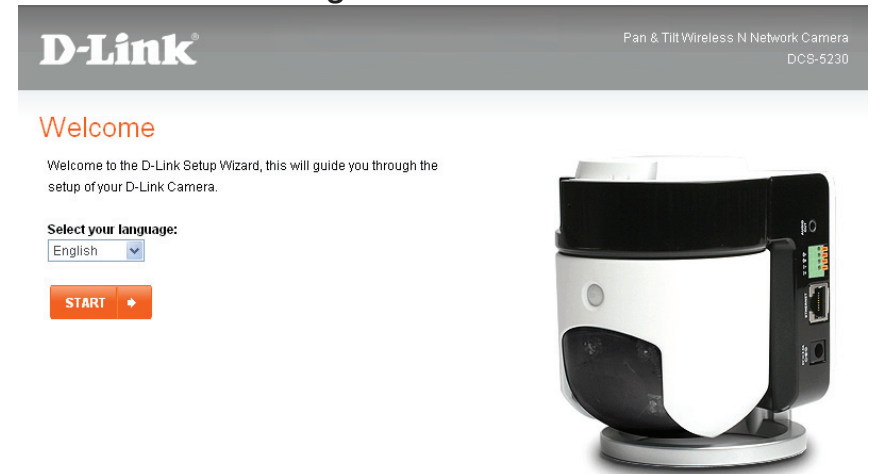 D-Link
Pan & Tilt Wireless N Network Camera
DCS-5230
Welcome
Welcome to the D-Link Setup Wizard, this will guide you through the
setup of your D-Link Camera.
Select your language:
English
START
ETHERNET